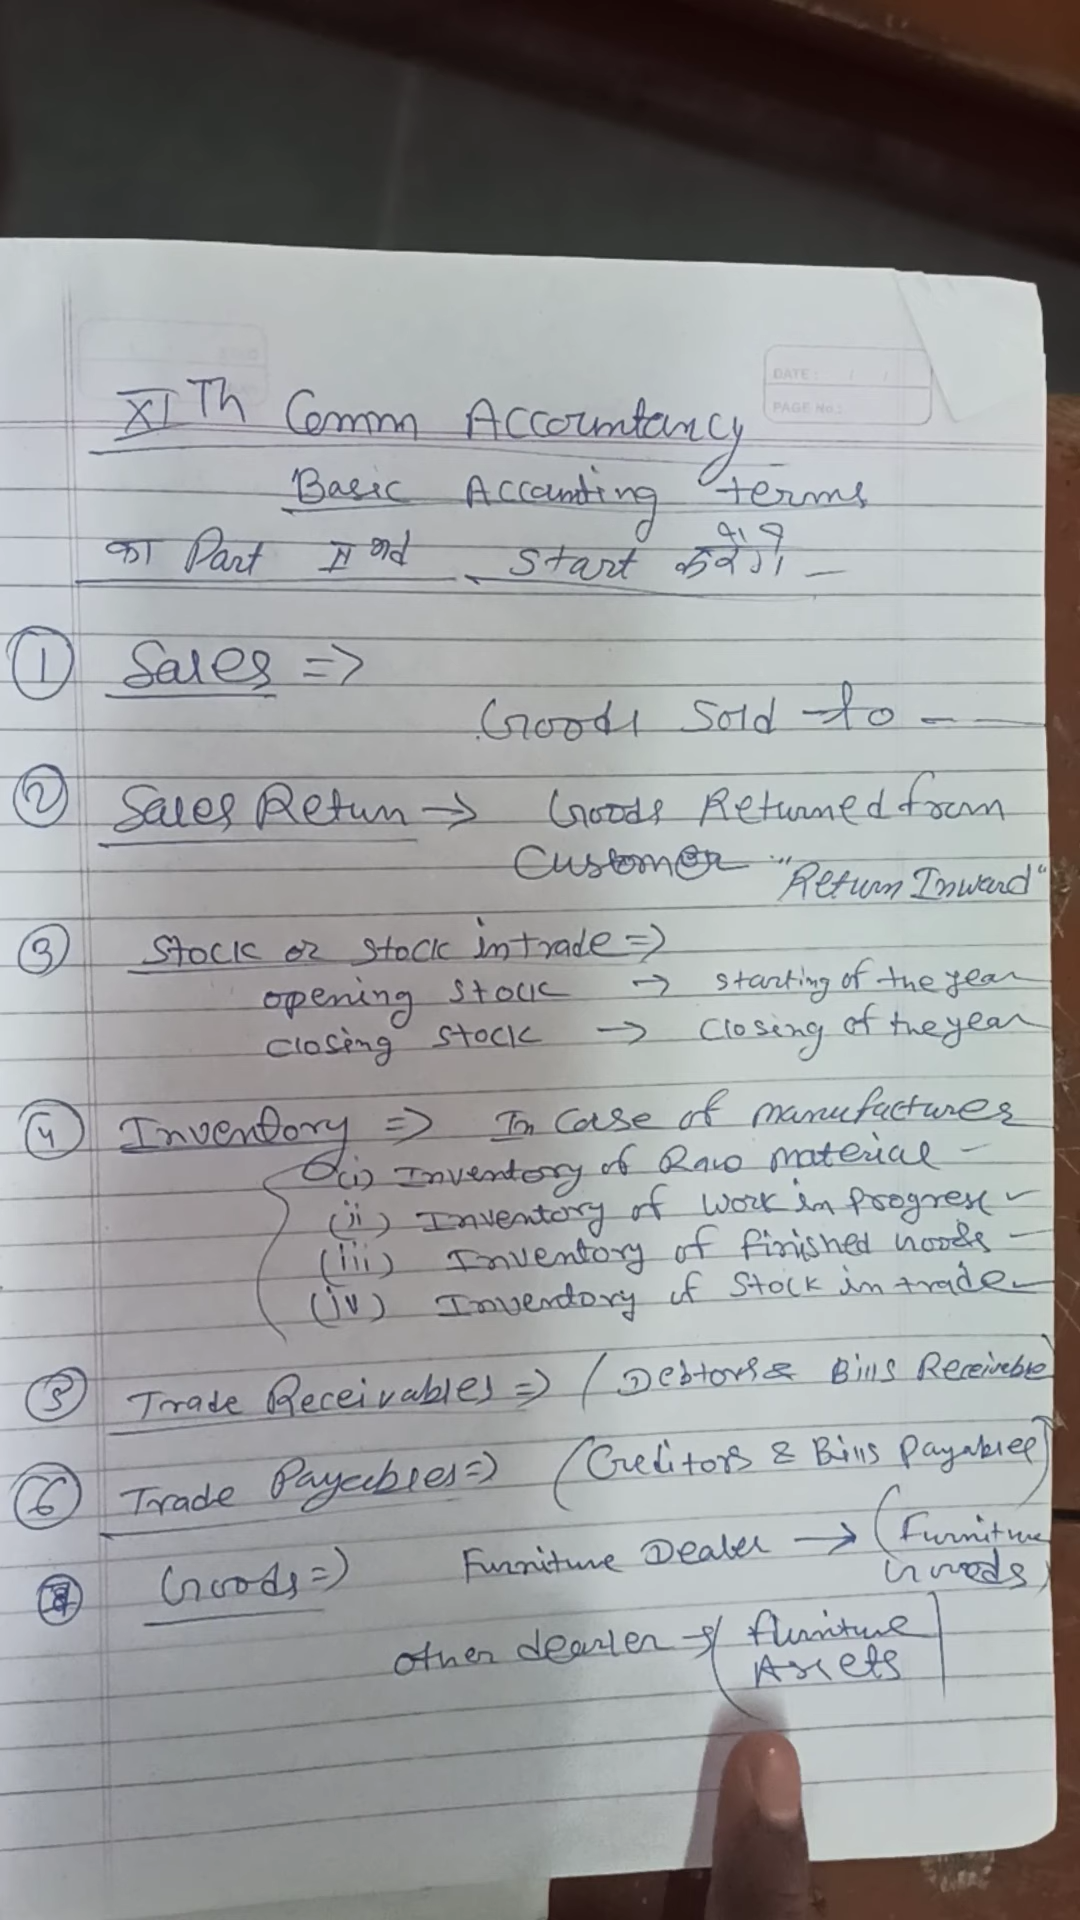 XI Th Comm Accountancy
DATE: / /
PAGE No.:
Basic Accounting terms
का Part II start करेंगे —
① Sales =>
Goods Sold to - —
② Sales Return → Goods Returned from
Customer "Return Inward"
③ Stock or Stock in trade =>
opening stock → starting of the year
closing stock → closing of the year
④ Inventory => In Case of manufactures
(i) Inventory of Raw material -
(ii) Inventory of work in progress
(iii) Inventory of finished Goods -
(iv) Inventory of Stock in trade
⑤ Trade Receivables => (Debtors & Bills Receivable)
⑥ Trade Payables => (Creditors & Bills payables)
Goods => Furniture Dealer → (Furniture
Goods)
other dealer → (furniture
Assets